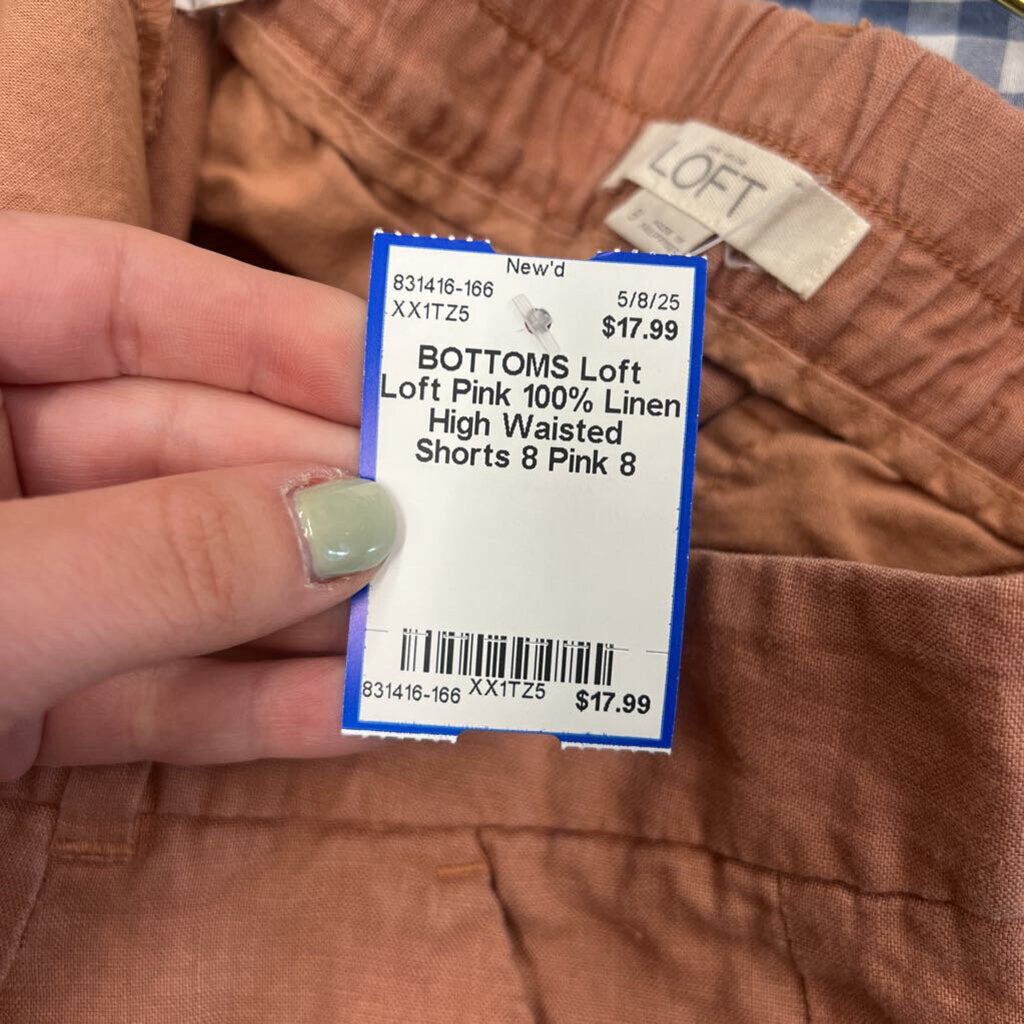 LOFT
New'd
831416-166 5/8/25
XX1TZ5 $17.99
BOTTOMS Loft
Loft Pink 100% Linen
High Waisted
Shorts 8 Pink 8
831416-166 XX1TZ5 $17.99